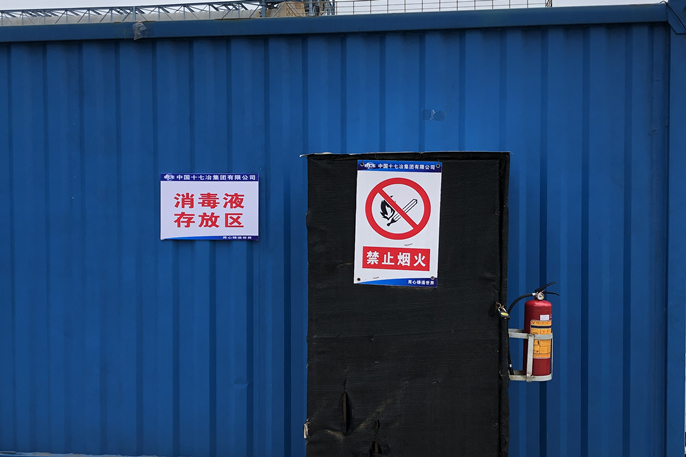 中国十七冶集团有限公司
消毒液
存放区
中国十七冶集团有限公司
禁止烟火